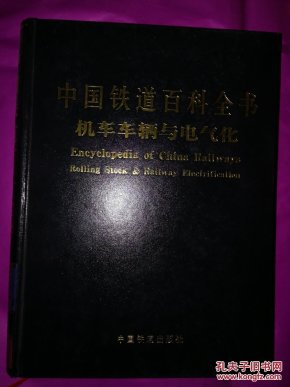 中国铁道百科全书
机车车辆与电气化
Encyclopedia of China Railways
Rolling Stock & Railway Electrification
中国铁道出版社
孔夫子旧书网